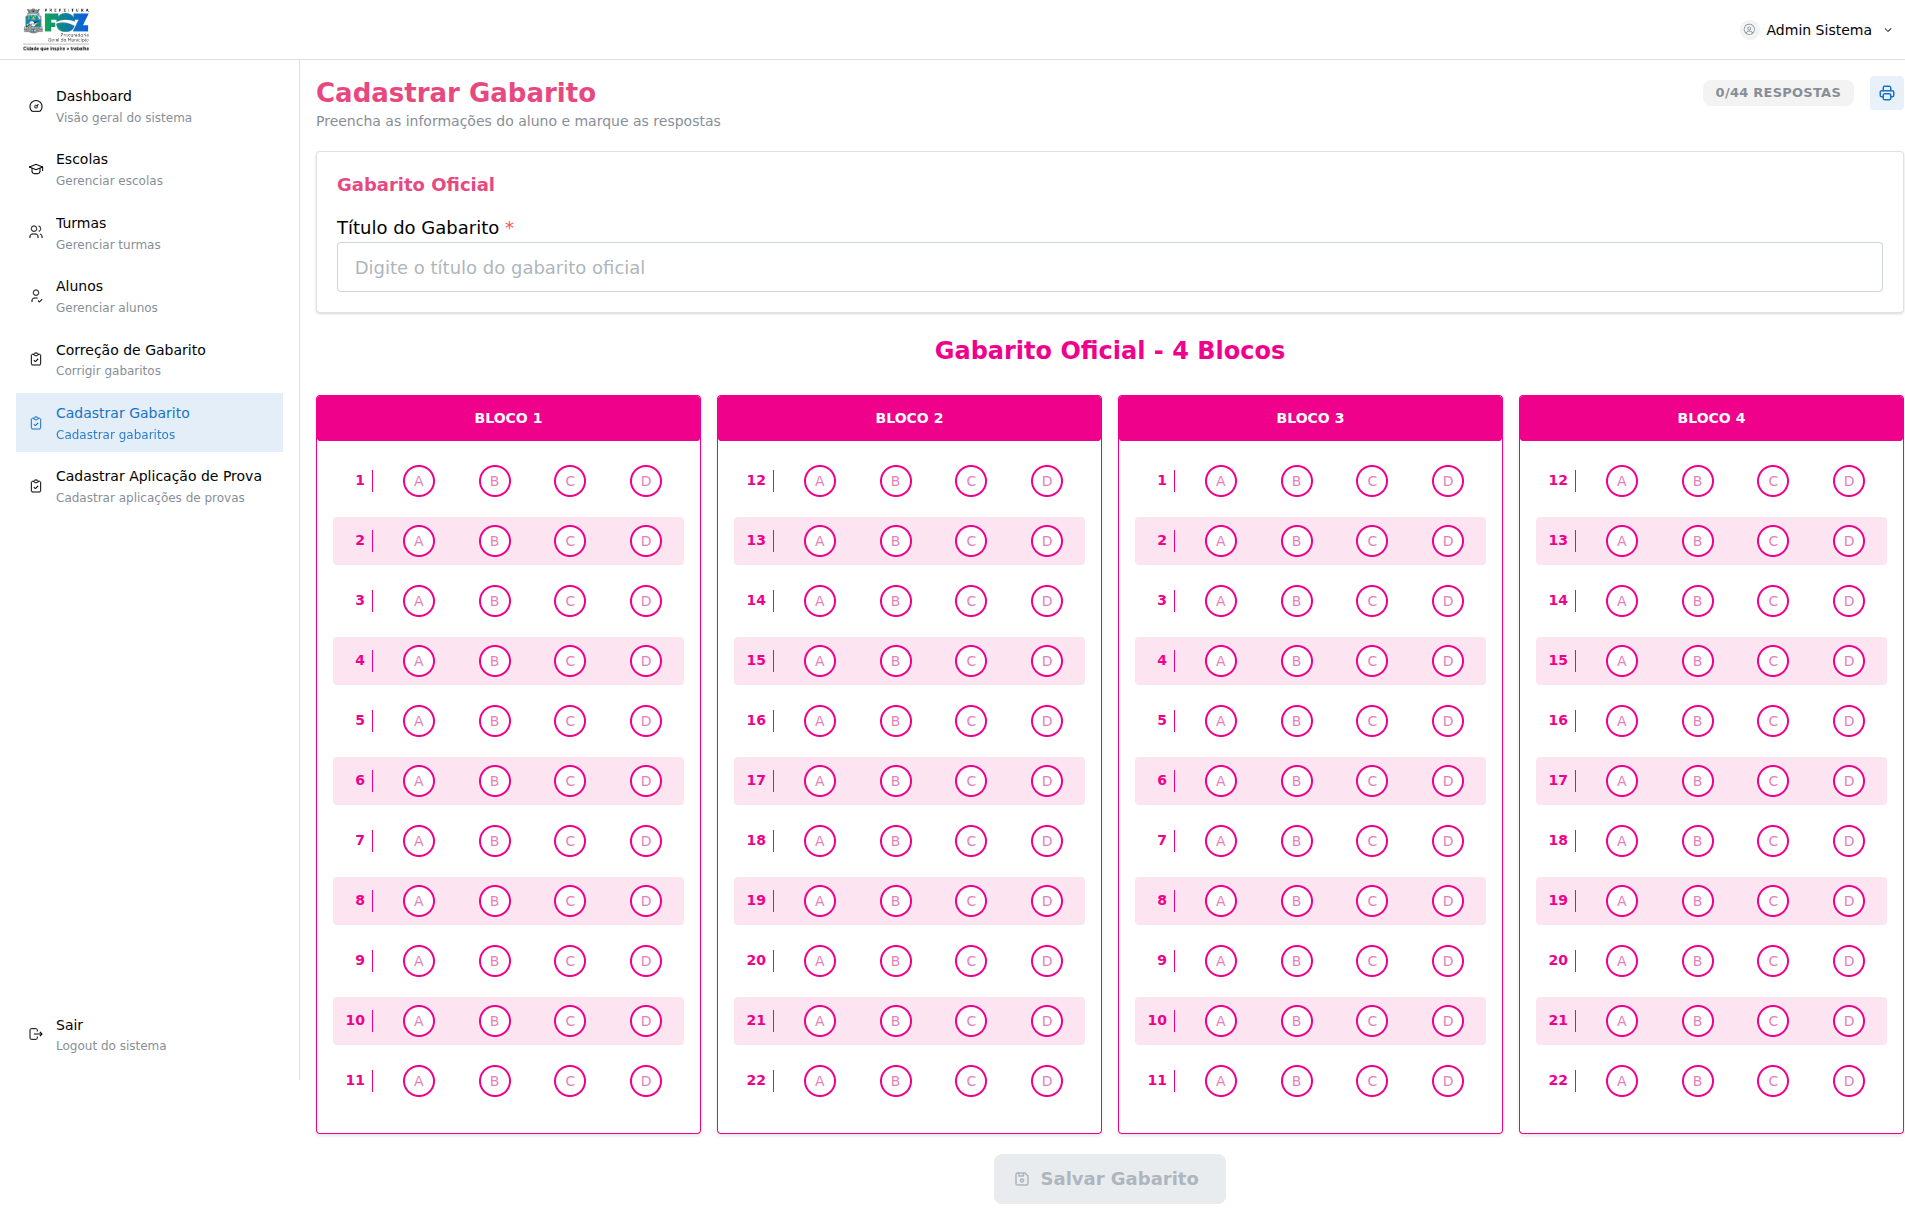 PREFEITURA
FOZ
Procuradoria
Geral do Município
Cidade que inspira e trabalha
Admin Sistema
Dashboard
Visão geral do sistema
Escolas
Gerenciar escolas
Turmas
Gerenciar turmas
Alunos
Gerenciar alunos
Correção de Gabarito
Corrigir gabaritos
Cadastrar Gabarito
Cadastrar gabaritos
Cadastrar Aplicação de Prova
Cadastrar aplicações de provas
Sair
Logout do sistema
Cadastrar Gabarito
0/44 RESPOSTAS
Preencha as informações do aluno e marque as respostas
Gabarito Oficial
Título do Gabarito *
Digite o título do gabarito oficial
Gabarito Oficial - 4 Blocos
BLOCO 1
1 A B C D
2 A B C D
3 A B C D
4 A B C D
5 A B C D
6 A B C D
7 A B C D
8 A B C D
9 A B C D
10 A B C D
11 A B C D
BLOCO 2
12 A B C D
13 A B C D
14 A B C D
15 A B C D
16 A B C D
17 A B C D
18 A B C D
19 A B C D
20 A B C D
21 A B C D
22 A B C D
BLOCO 3
1 A B C D
2 A B C D
3 A B C D
4 A B C D
5 A B C D
6 A B C D
7 A B C D
8 A B C D
9 A B C D
10 A B C D
11 A B C D
BLOCO 4
12 A B C D
13 A B C D
14 A B C D
15 A B C D
16 A B C D
17 A B C D
18 A B C D
19 A B C D
20 A B C D
21 A B C D
22 A B C D
Salvar Gabarito